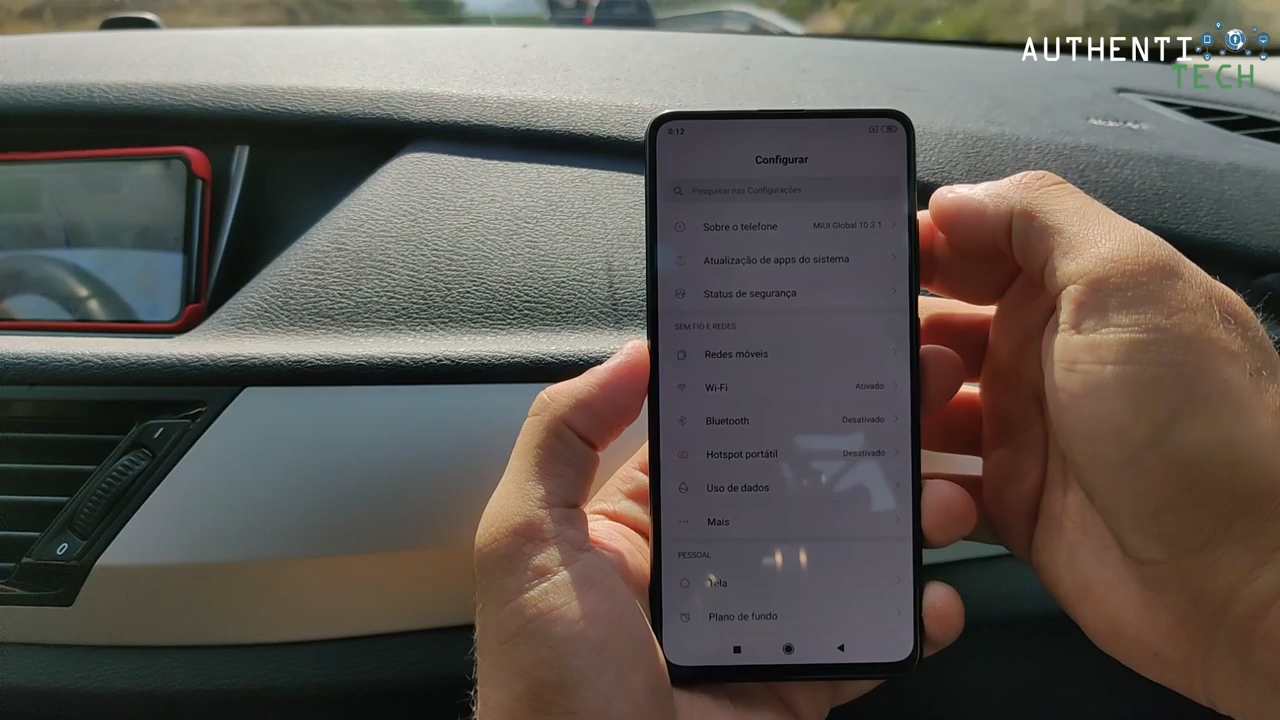 AUTHENTI
TECH
0:12
Configurar
Pesquisar nas Configurações
Sobre o telefone MIUI Global 10.3.1
Atualização de apps do sistema
Status de segurança
SEM FIO E REDES
Redes móveis
Wi-Fi Ativado
Bluetooth Desativado
Hotspot portátil Desativado
Uso de dados
Mais
PESSOAL
Tela
Plano de fundo